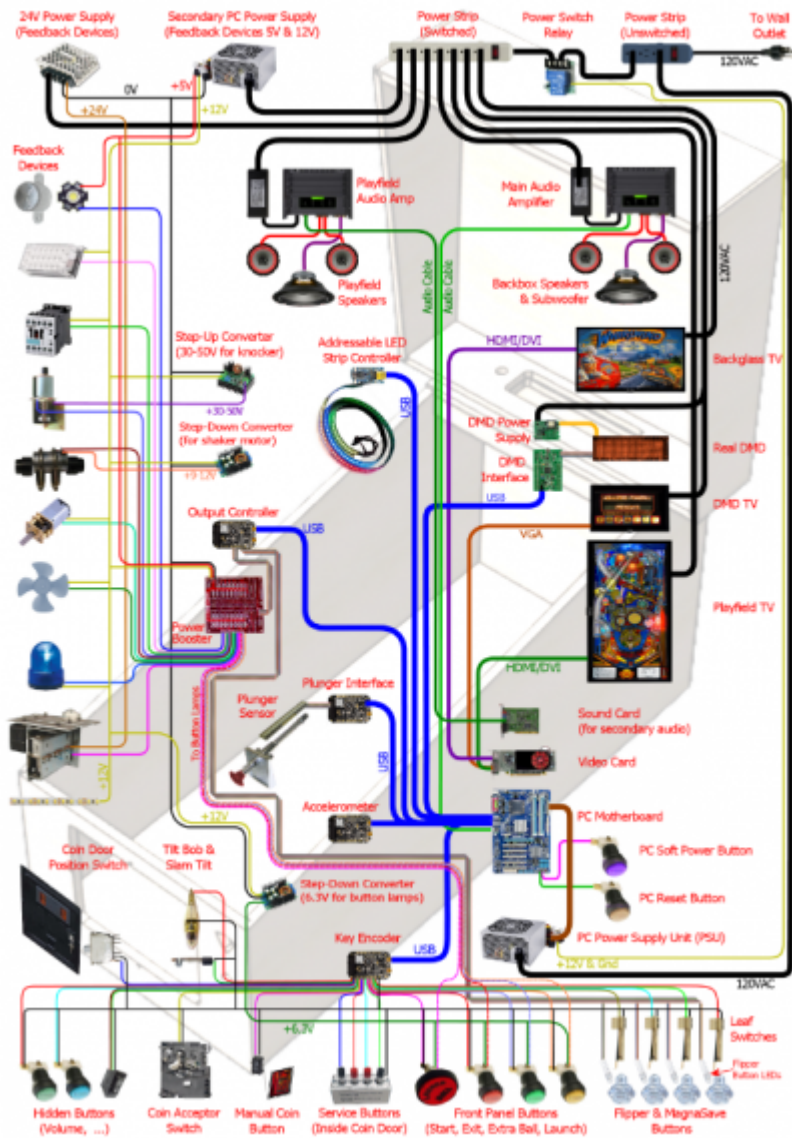 24V Power Supply
(Feedback Devices)
Secondary PC Power Supply
(Feedback Devices 5V & 12V)
Power Strip
(Switched)
Power Switch
Relay
Power Strip
(Unswitched)
To Wall
Outlet
120VAC
0V
+5V
+24V
+12V
Feedback
Devices
Playfield
Audio Amp
Main Audio
Amplifier
120VAC
Playfield
Speakers
Audio Cable
Audio Cable
Backbox Speakers
& Subwoofer
Step-Up Converter
(30-50V for knocker)
Addressable LED
Strip Controller
HDMI/DVI
Backglass TV
+30-50V
USB
Step-Down Converter
(for shaker motor)
DMD Power
Supply
Real DMD
+9-12V
DMD
Interface
Output Controller
USB
USB
DMD TV
VGA
Power
Booster
Playfield TV
Plunger Interface
HDMI/DVI
Plunger
Sensor
To Button Lamps
USB
Sound Card
(for secondary audio)
Video Card
+12V
+12V
Accelerometer
PC Motherboard
Coin Door
Position Switch
Tilt Bob &
Slam Tilt
PC Soft Power Button
Step-Down Converter
(6.3V for button lamps)
PC Reset Button
Key Encoder
USB
PC Power Supply Unit (PSU)
+12V & Gnd
120VAC
+6.3V
Leaf
Switches
Flipper
Button LEDs
Hidden Buttons
(Volume, ...)
Coin Acceptor
Switch
Manual Coin
Button
Service Buttons
(Inside Coin Door)
Front Panel Buttons
(Start, Exit, Extra Ball, Launch)
Flipper & MagnaSave
Buttons